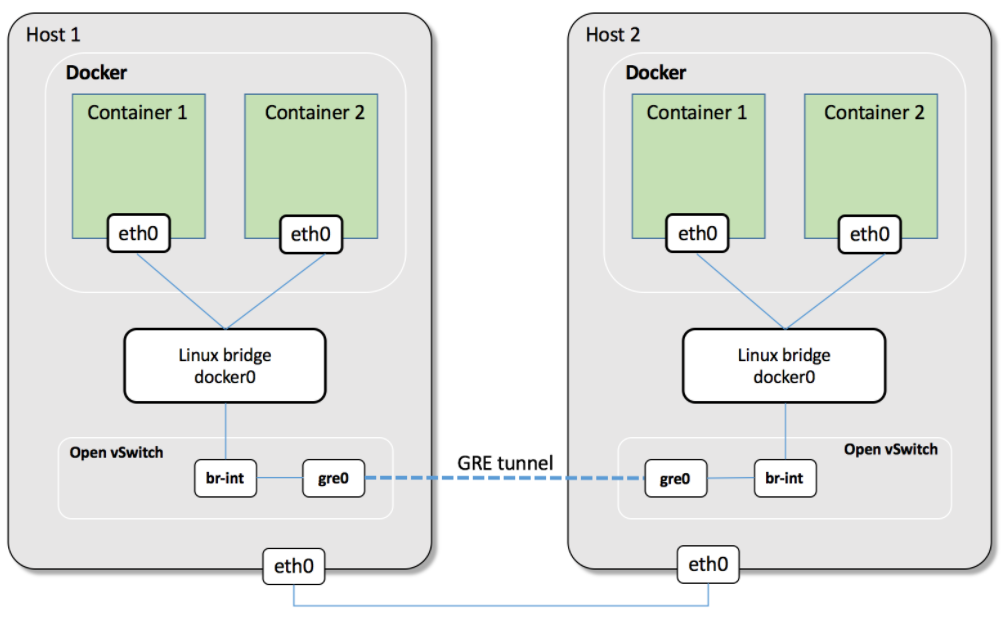 Host 1
Docker
Container 1
Container 2
eth0
eth0
Linux bridge
docker0
Open vSwitch
br-int
gre0
eth0
GRE tunnel
Host 2
Docker
Container 1
Container 2
eth0
eth0
Linux bridge
docker0
Open vSwitch
gre0
br-int
eth0